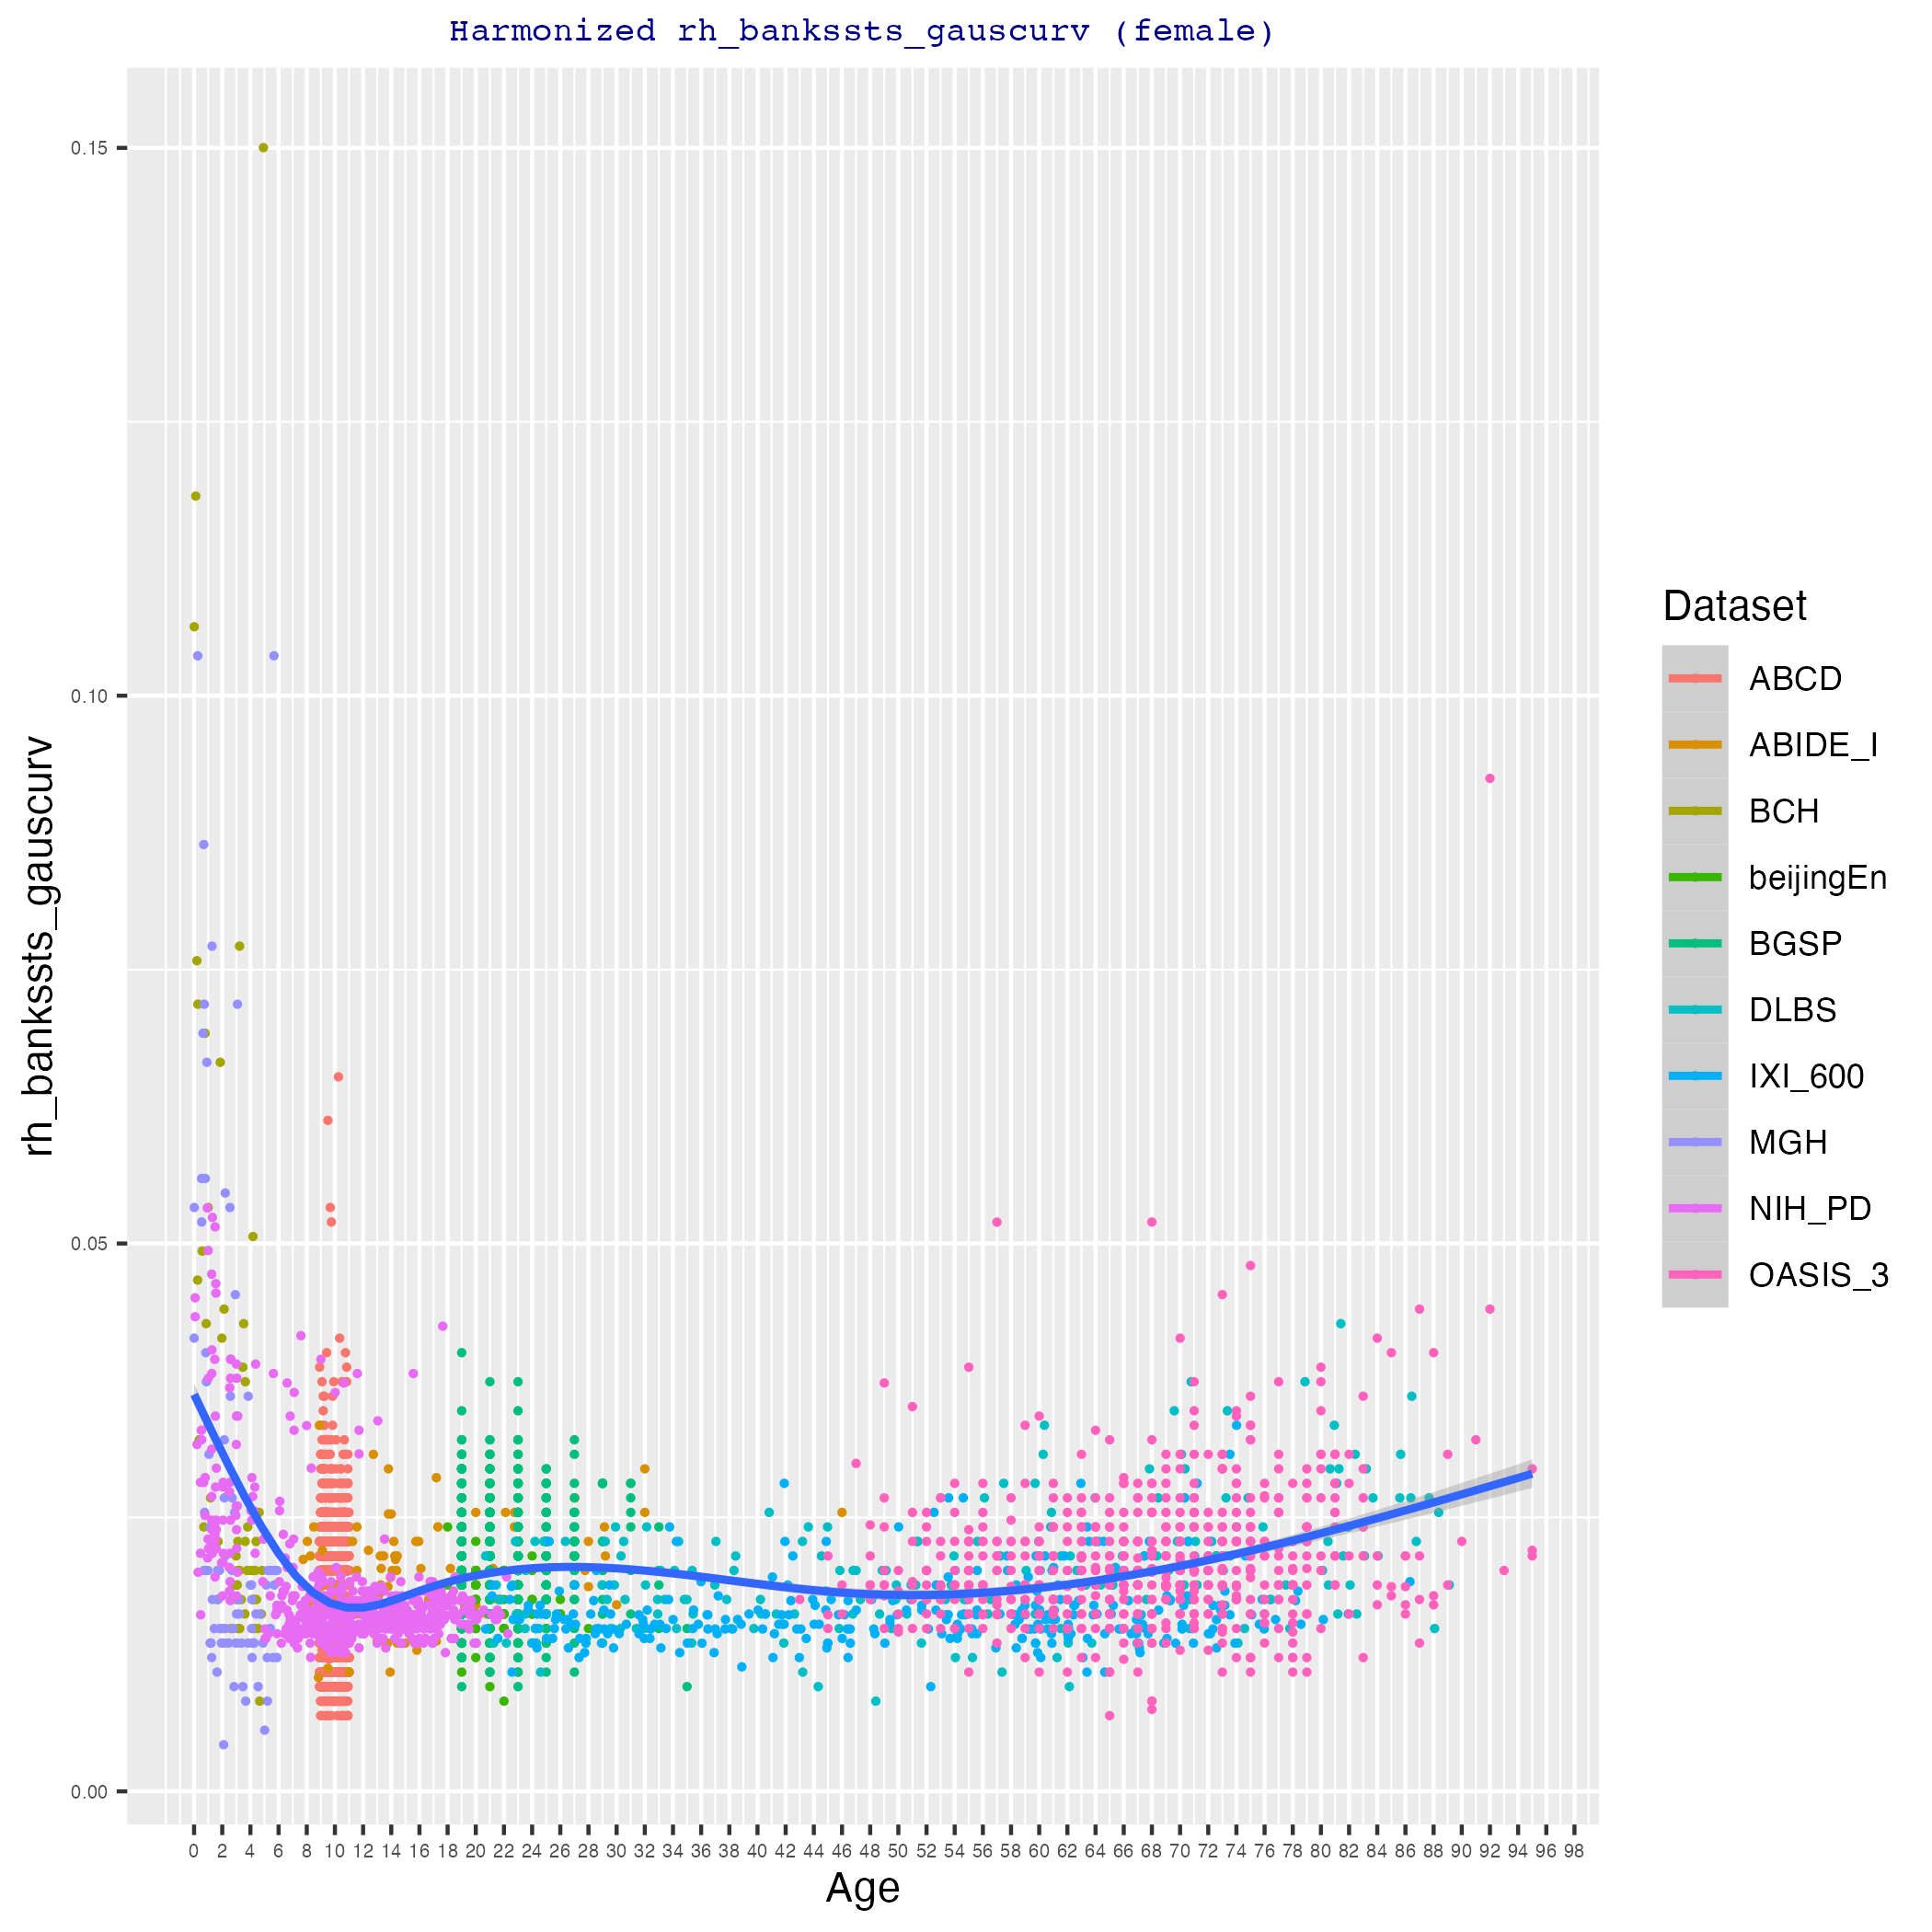 Harmonized rh_bankssts_gauscurv (female)
0.15
0.10
0.05
0.00
rh_bankssts_gauscurv
0 2 4 6 8 10 12 14 16 18 20 22 24 26 28 30 32 34 36 38 40 42 44 46 48 50 52 54 56 58 60 62 64 66 68 70 72 74 76 78 80 82 84 86 88 90 92 94 96 98
Age
Dataset
ABCD
ABIDE_I
BCH
beijingEn
BGSP
DLBS
IXI_600
MGH
NIH_PD
OASIS_3